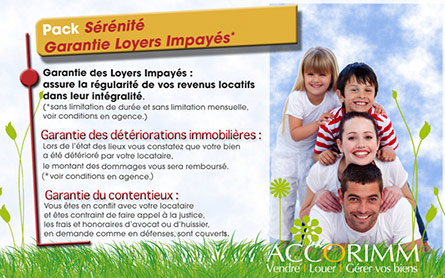 Pack Sérénité
Garantie Loyers Impayés*
Garantie des Loyers Impayés :
assure la régularité de vos revenus locatifs
dans leur intégralité.
(*sans limitation de durée et sans limitation mensuelle,
voir conditions en agence.)
Garantie des détériorations immobilières :
Lors de l'état des lieux vous constatez que votre bien
a été détérioré par votre locataire,
le montant des dommages vous sera remboursé.
(* voir conditions en agence.)
Garantie du contentieux :
Vous êtes en conflit avec votre locataire
et êtes contraint de faire appel à la justice,
les frais et honoraires d'avocat ou d'huissier,
en demande comme en défenses, sont couverts.
ACCORIMM
Vendre | Louer | Gérer vos biens